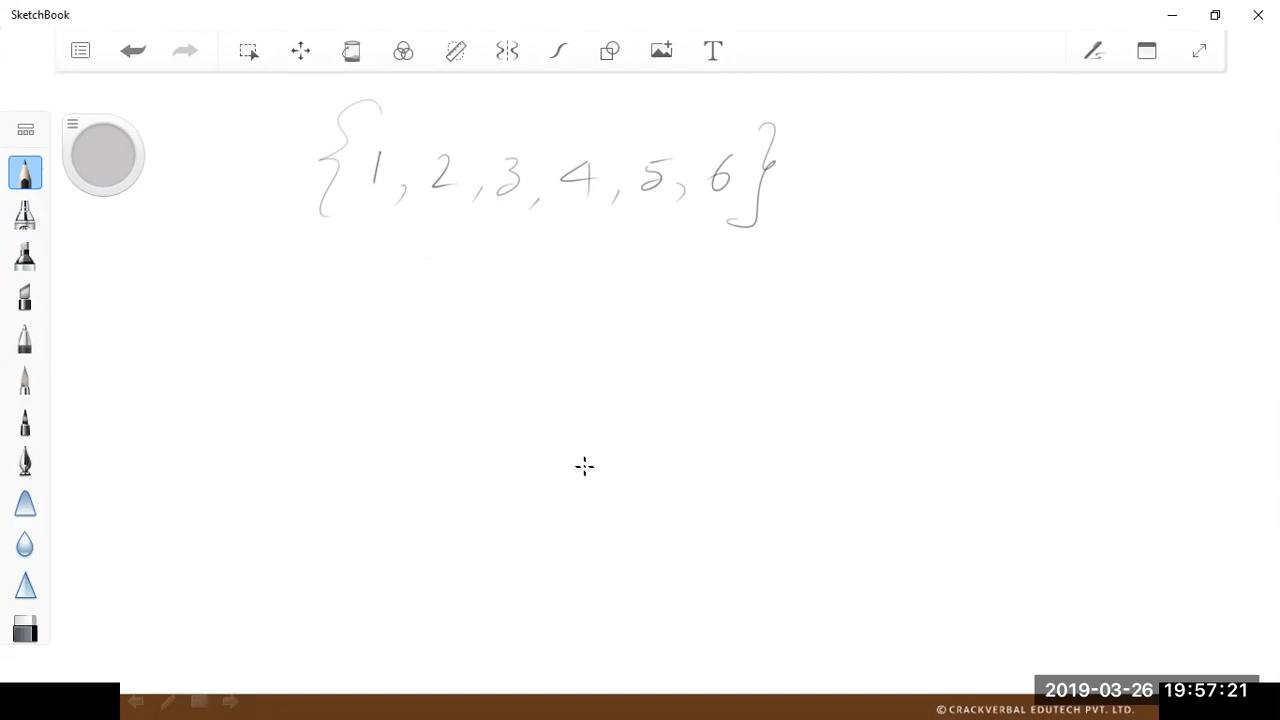 SketchBook
T
{1, 2, 3, 4, 5, 6}
2019-03-26 19:57:21
© CRACKVERBAL EDUTECH PVT. LTD.